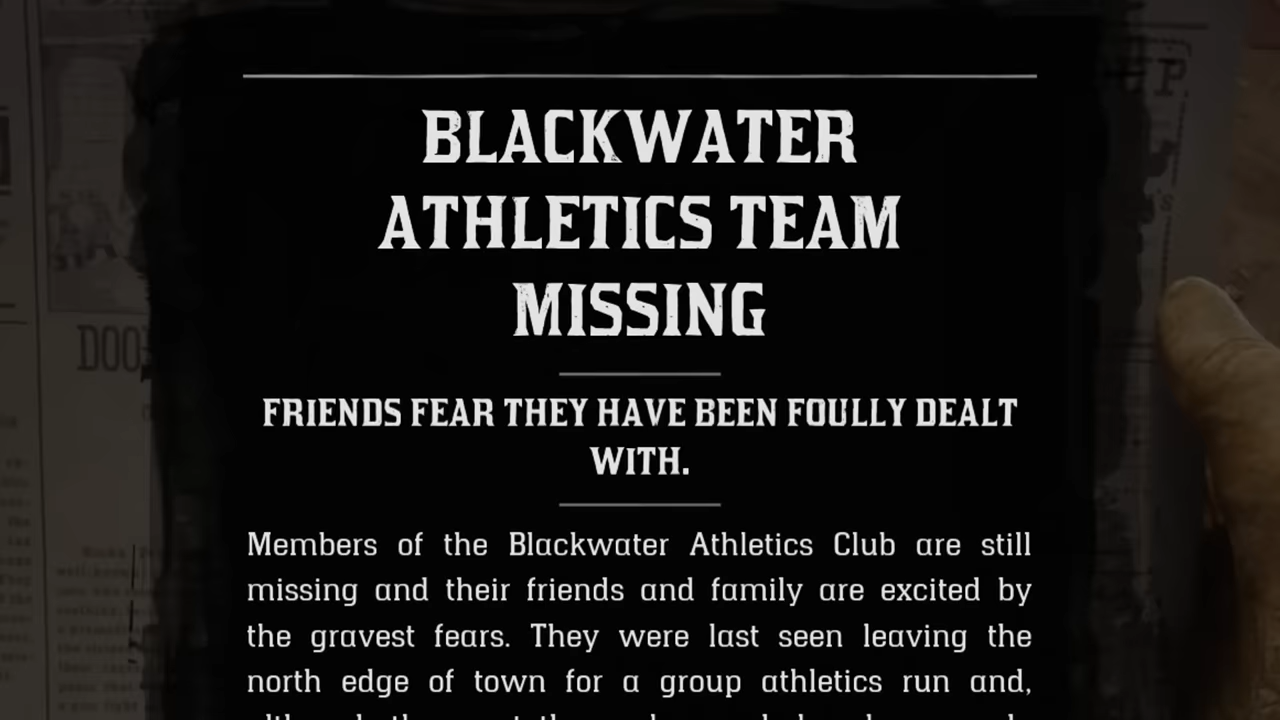 BLACKWATER
ATHLETICS TEAM
MISSING
FRIENDS FEAR THEY HAVE BEEN FOULLY DEALT
WITH.
Members of the Blackwater Athletics Club are still
missing and their friends and family are excited by
the gravest fears. They were last seen leaving the
north edge of town for a group athletics run and,